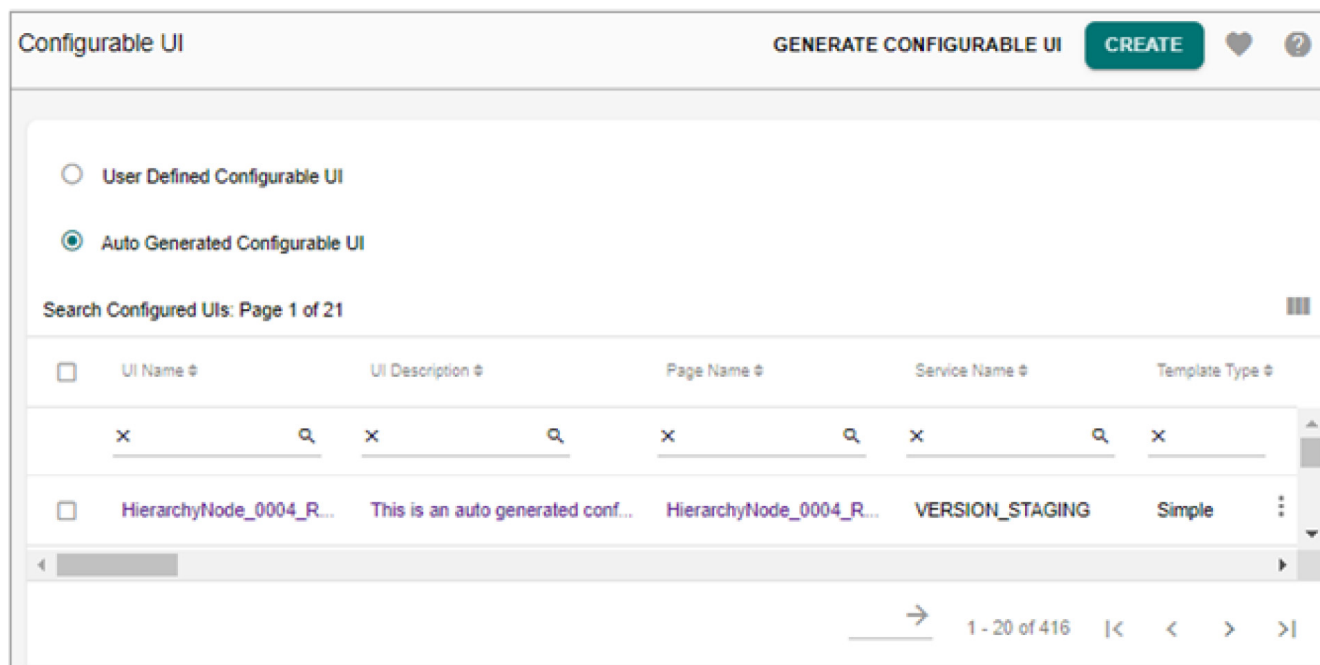 Configurable UI GENERATE CONFIGURABLE UI CREATE
User Defined Configurable UI
Auto Generated Configurable UI
Search Configured UIs: Page 1 of 21
UI Name UI Description Page Name Service Name Template Type
HierarchyNode_0004_R... This is an auto generated conf... HierarchyNode_0004_R... VERSION_STAGING Simple
1 - 20 of 416